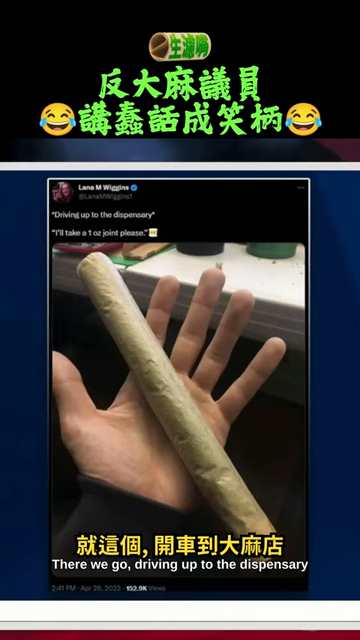 生濾嘴
反大麻議員
😂講蠢話成笑柄😂
Lana M Wiggins
@LanaMWiggins1
*Driving up to the dispensary*
"I'll take a 1 oz joint please."
就這個, 開車到大麻店
There we go, driving up to the dispensary
2:41 PM · Apr 28, 2023 · 152.9K Views